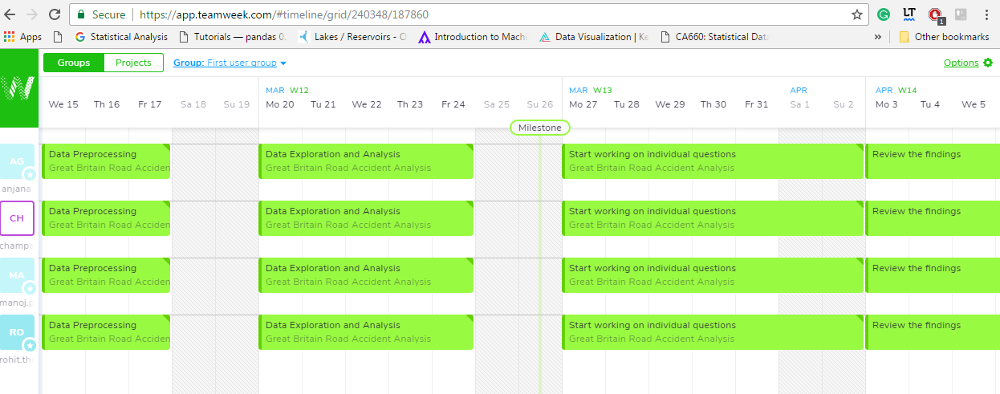 Secure https://app.teamweek.com/#timeline/grid/240348/187860
LT
1
Apps Statistical Analysis Tutorials — pandas 0. Lakes / Reservoirs - O Introduction to Machi Data Visualization | Ke CA660: Statistical Data » Other bookmarks
W Groups Projects Group: First user group Options
MAR W12 MAR W13 APR APR W14
We 15 Th 16 Fr 17 Sa 18 Su 19 Mo 20 Tu 21 We 22 Th 23 Fr 24 Sa 25 Su 26 Mo 27 Tu 28 We 29 Th 30 Fr 31 Sa 1 Su 2 Mo 3 Tu 4 We 5
Milestone
AG Data Preprocessing Data Exploration and Analysis Start working on individual questions Review the findings
Great Britain Road Acciden Great Britain Road Accident Analysis Great Britain Road Accident Analysis
anjana
CH Data Preprocessing Data Exploration and Analysis Start working on individual questions Review the findings
Great Britain Road Acciden Great Britain Road Accident Analysis Great Britain Road Accident Analysis
champa
MA Data Preprocessing Data Exploration and Analysis Start working on individual questions Review the findings
Great Britain Road Acciden Great Britain Road Accident Analysis Great Britain Road Accident Analysis
manoj.p
RO Data Preprocessing Data Exploration and Analysis Start working on individual questions Review the findings
Great Britain Road Acciden Great Britain Road Accident Analysis Great Britain Road Accident Analysis
rohit.the